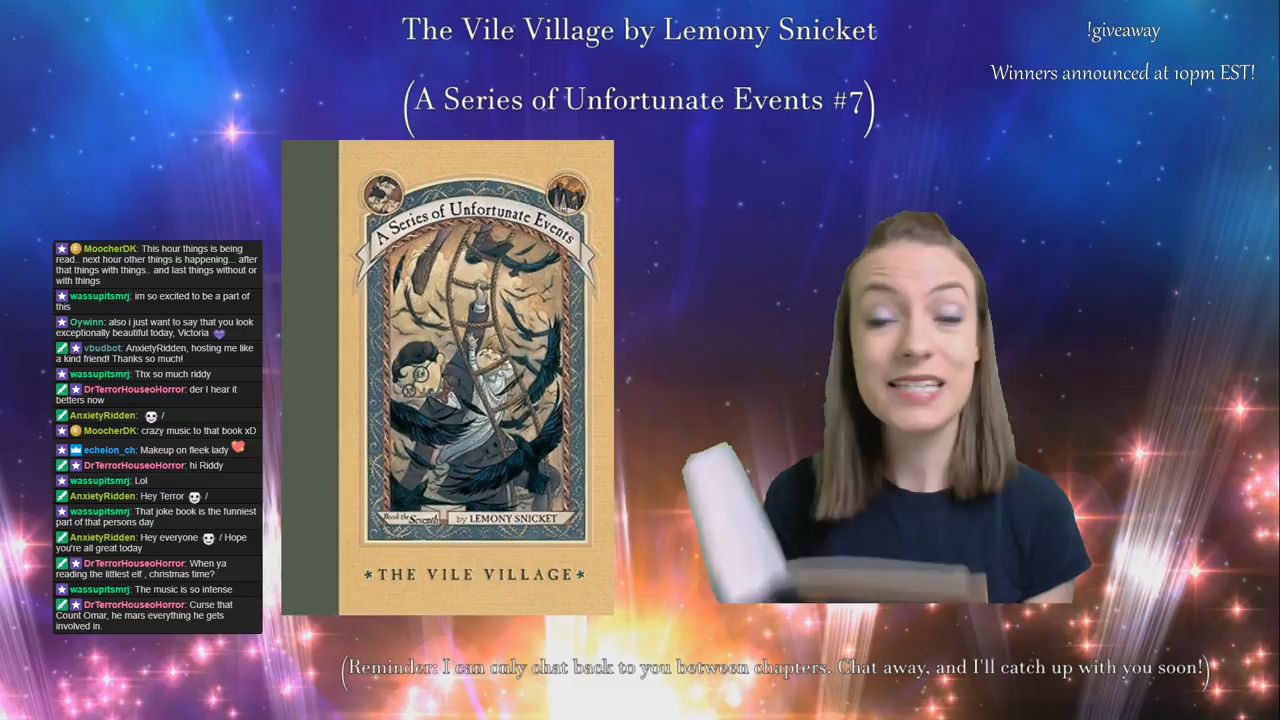 The Vile Village by Lemony Snicket
(A Series of Unfortunate Events #7)
!giveaway
Winners announced at 10pm EST!
MoocherDK: This hour things is being
read.. next hour other things is happening... after
that things with things.. and last things without or
with things
wassupitsmrj: im so excited to be a part of
this
Oywinn: also i just want to say that you look
exceptionally beautiful today, Victoria
vbudbot: AnxietyRidden, hosting me like
a kind friend! Thanks so much!
wassupitsmrj: Thx so much riddy
DrTerrorHouseoHorror: der I hear it
betters now
AnxietyRidden: /
MoocherDK: crazy music to that book xD
echelon_ch: Makeup on fleek lady
DrTerrorHouseoHorror: hi Riddy
wassupitsmrj: Lol
AnxietyRidden: Hey Terror /
wassupitsmrj: That joke book is the funniest
part of that persons day
AnxietyRidden: Hey everyone / Hope
you're all great today
DrTerrorHouseoHorror: When ya
reading the littlest elf , christmas time?
wassupitsmrj: The music is so intense
DrTerrorHouseoHorror: Curse that
Count Omar, he mars everything he gets
involved in.
A Series of Unfortunate Events
Book the Seventh by LEMONY SNICKET
*THE VILE VILLAGE*
(Reminder: I can only chat back to you between chapters. Chat away, and I'll catch up with you soon!)